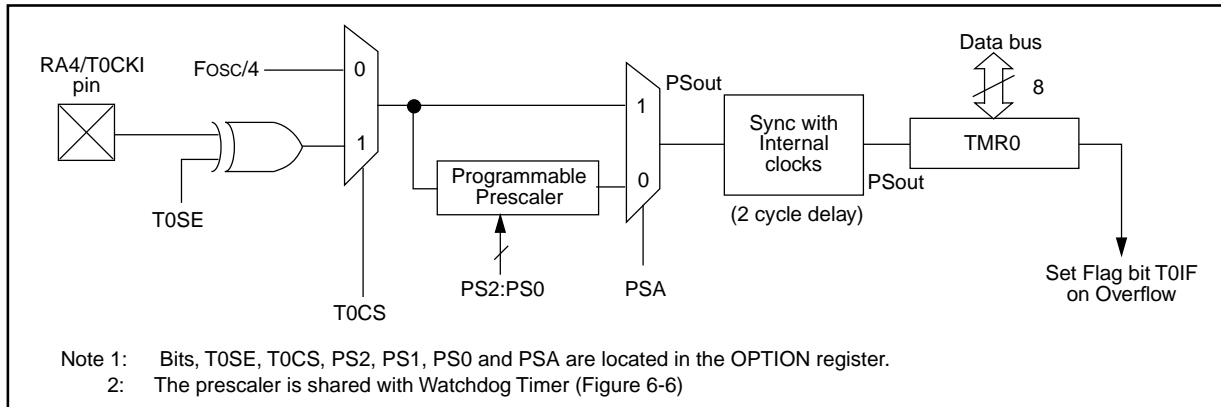 RA4/T0CKI
pin
FOSC/4
0
1
T0SE
T0CS
Programmable
Prescaler
PS2:PS0
1
0
PSA
PSout
Sync with
Internal
clocks
(2 cycle delay)
PSout
Data bus
8
TMR0
Set Flag bit T0IF
on Overflow
Note 1: Bits, T0SE, T0CS, PS2, PS1, PS0 and PSA are located in the OPTION register.
2: The prescaler is shared with Watchdog Timer (Figure 6-6)